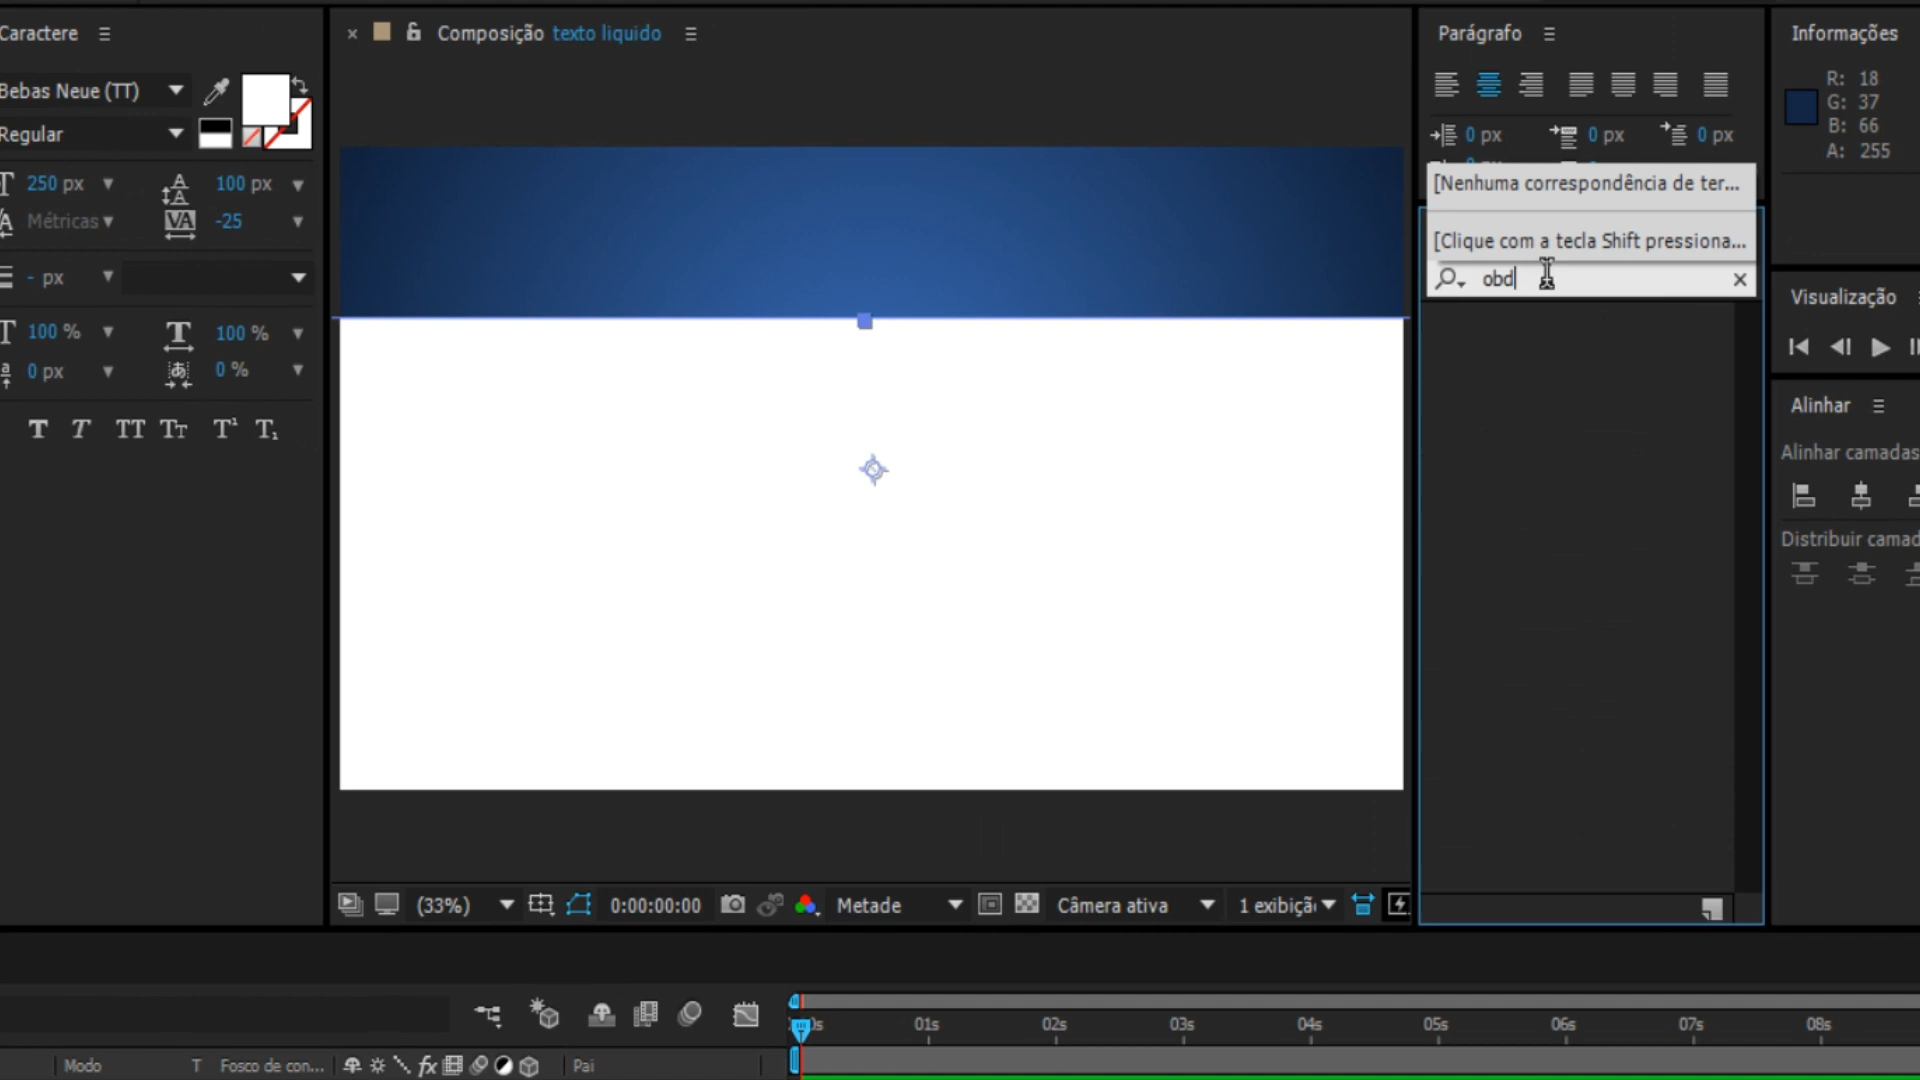 Caractere
Composição texto liquido
Parágrafo
Informações
Bebas Neue (TT)
Regular
R: 18
G: 37
B: 66
A: 255
0 px
0 px
0 px
250 px
100 px
Métricas
-25
- px
100 %
100 %
0 px
0 %
[Nenhuma correspondência de ter...
[Clique com a tecla Shift pressiona...
obd
Visualização
Alinhar
Alinhar camadas
Distribuir camad
(33%)
0:00:00:00
Metade
Câmera ativa
1 exibiçã
01s
02s
03s
04s
05s
06s
07s
08s
Modo
T
Fosco de con...
fx
Pai